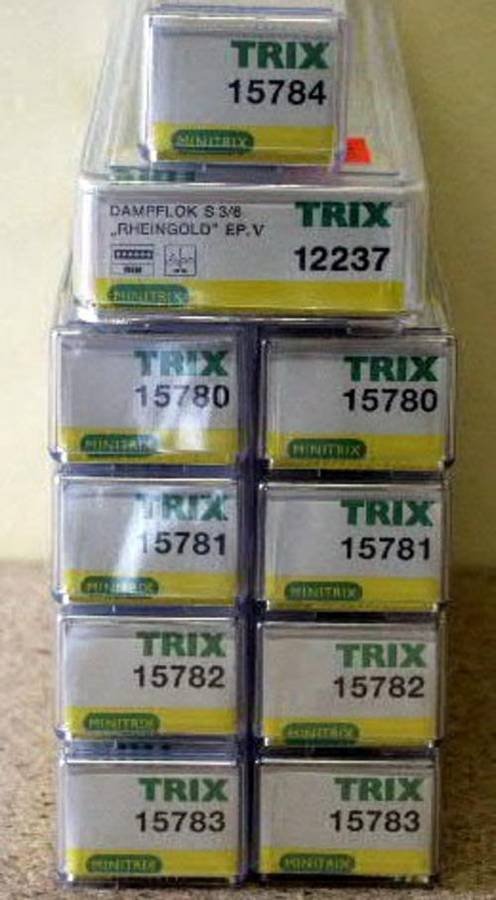 TRIX
15784
MINITRIX
DAMPFLOK S 3/6
„RHEINGOLD" EP. V
TRIX
12237
MINITRIX
TRIX
15780
MINITRIX
TRIX
15780
MINITRIX
TRIX
15781
MINITRIX
TRIX
15781
MINITRIX
TRIX
15782
MINITRIX
TRIX
15782
MINITRIX
TRIX
15783
MINITRIX
TRIX
15783
MINITRIX